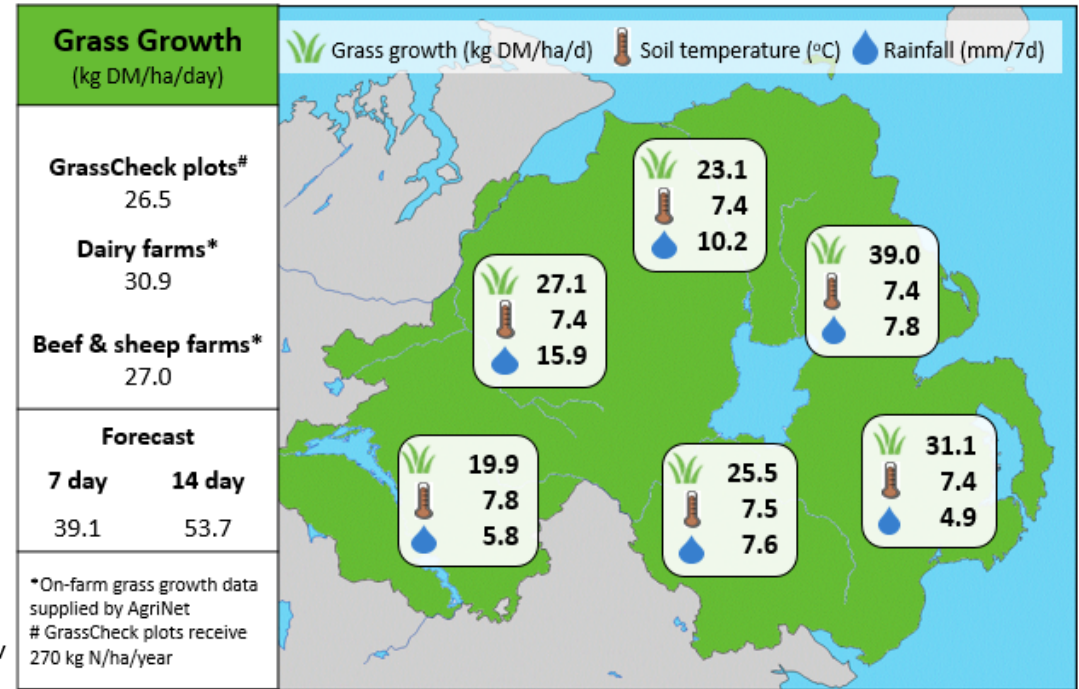 Grass Growth
(kg DM/ha/day)
Grass growth (kg DM/ha/d) Soil temperature (°C) Rainfall (mm/7d)
GrassCheck plots#
26.5
Dairy farms*
30.9
Beef & sheep farms*
27.0
Forecast
7 day 14 day
39.1 53.7
*On-farm grass growth data
supplied by AgriNet
# GrassCheck plots receive
270 kg N/ha/year
23.1
7.4
10.2
39.0
7.4
7.8
27.1
7.4
15.9
19.9
7.8
5.8
25.5
7.5
7.6
31.1
7.4
4.9